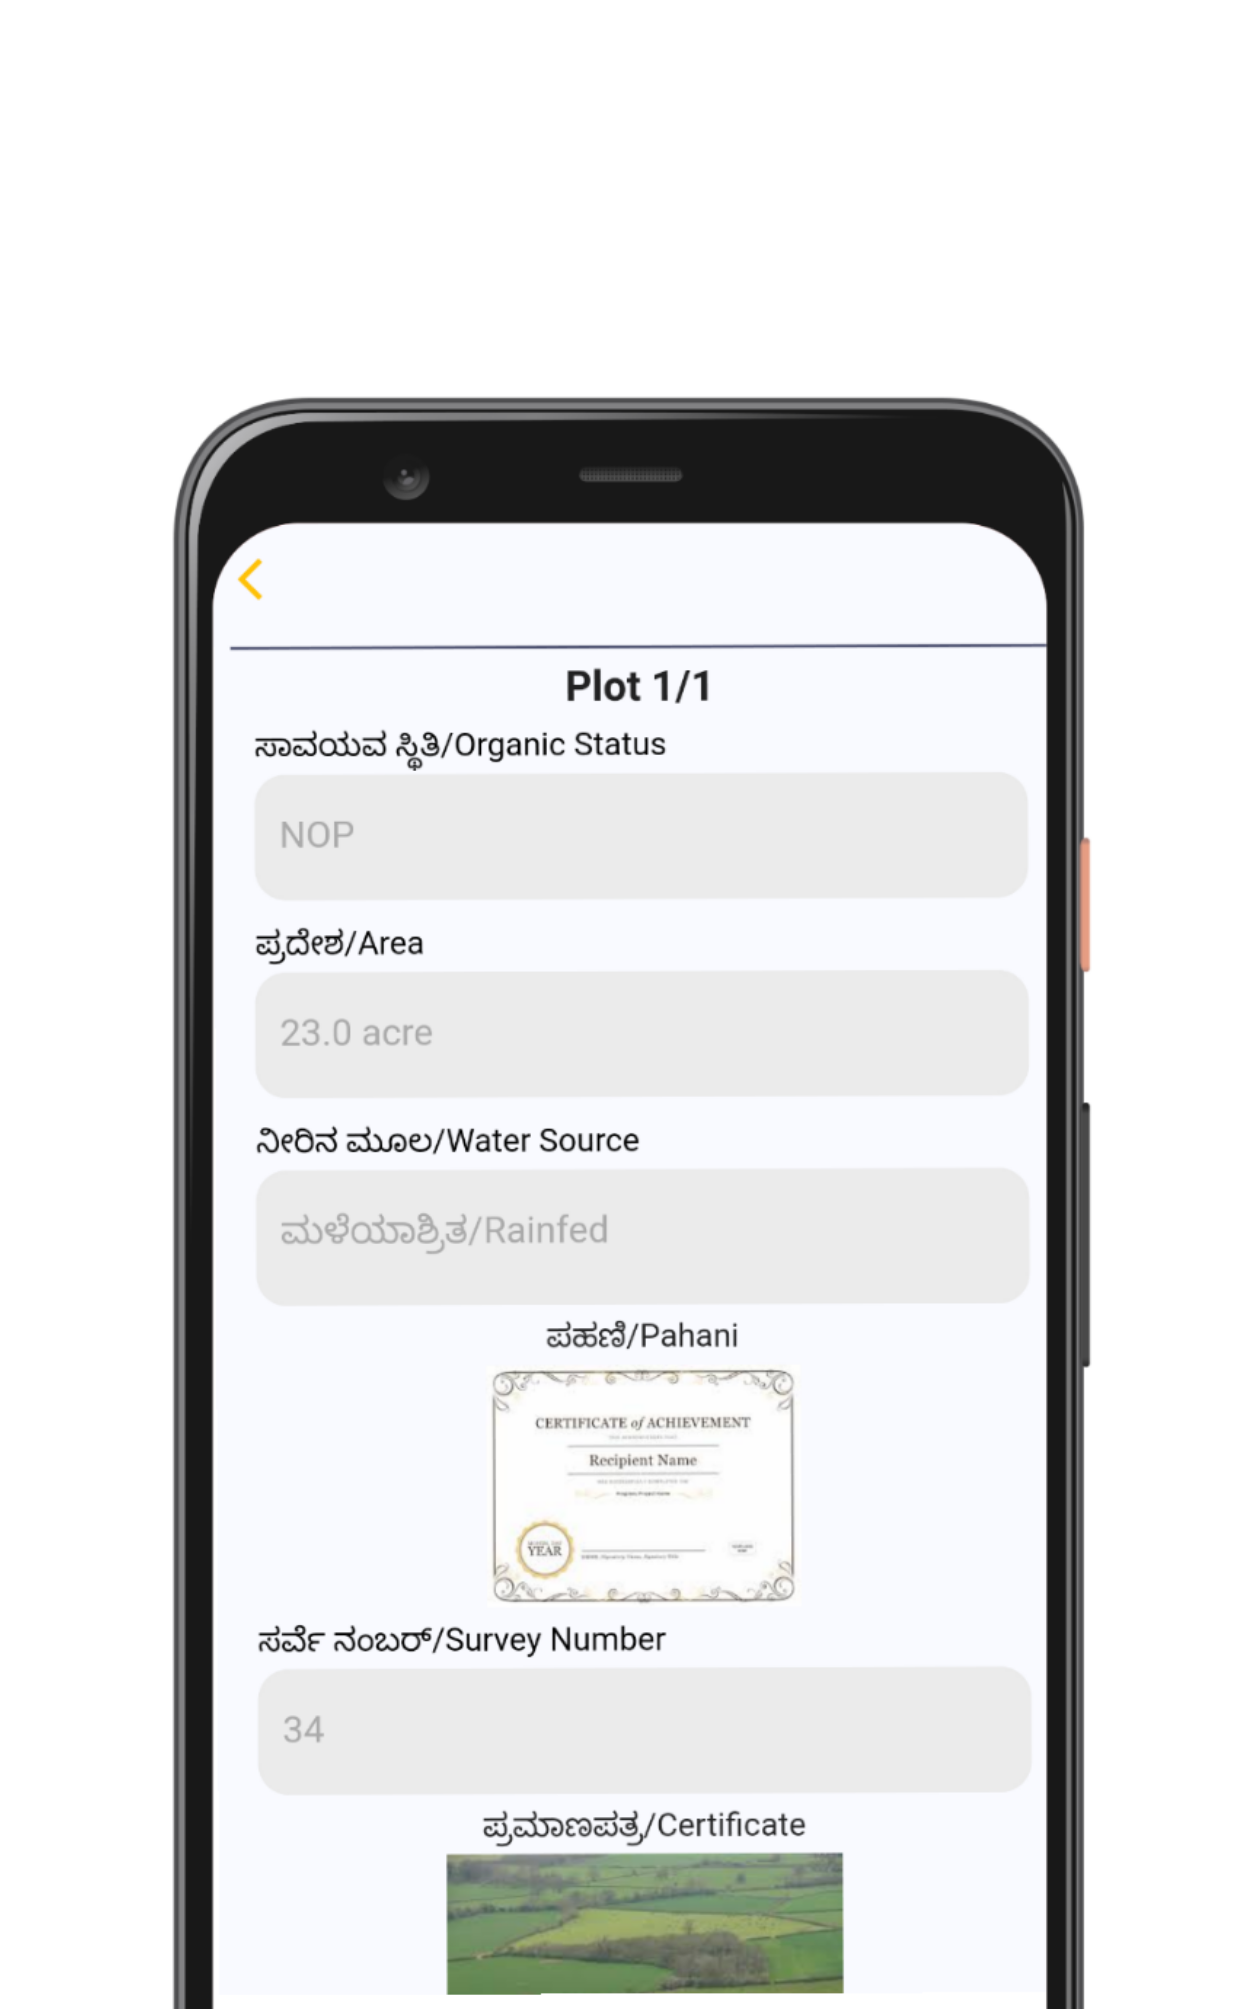 Plot 1/1
ಸಾವಯವ ಸ್ಥಿತಿ/Organic Status
NOP
ಪ್ರದೇಶ/Area
23.0 acre
ನೀರಿನ ಮೂಲ/Water Source
ಮಳೆಯಾಶ್ರಿತ/Rainfed
ಪಹಣಿ/Pahani
CERTIFICATE of ACHIEVEMENT
Recipient Name
YEAR
ಸರ್ವೆ ನಂಬರ್/Survey Number
34
ಪ್ರಮಾಣಪತ್ರ/Certificate